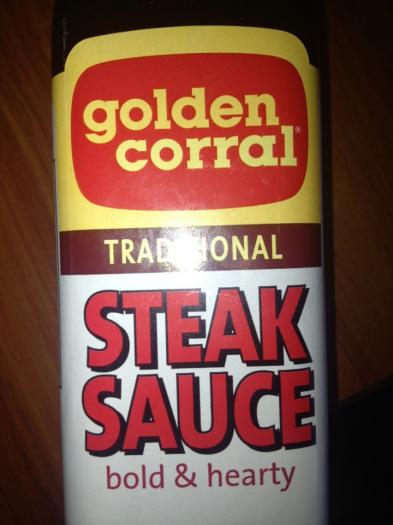 golden
corral®
TRADITIONAL
STEAK
SAUCE
bold & hearty